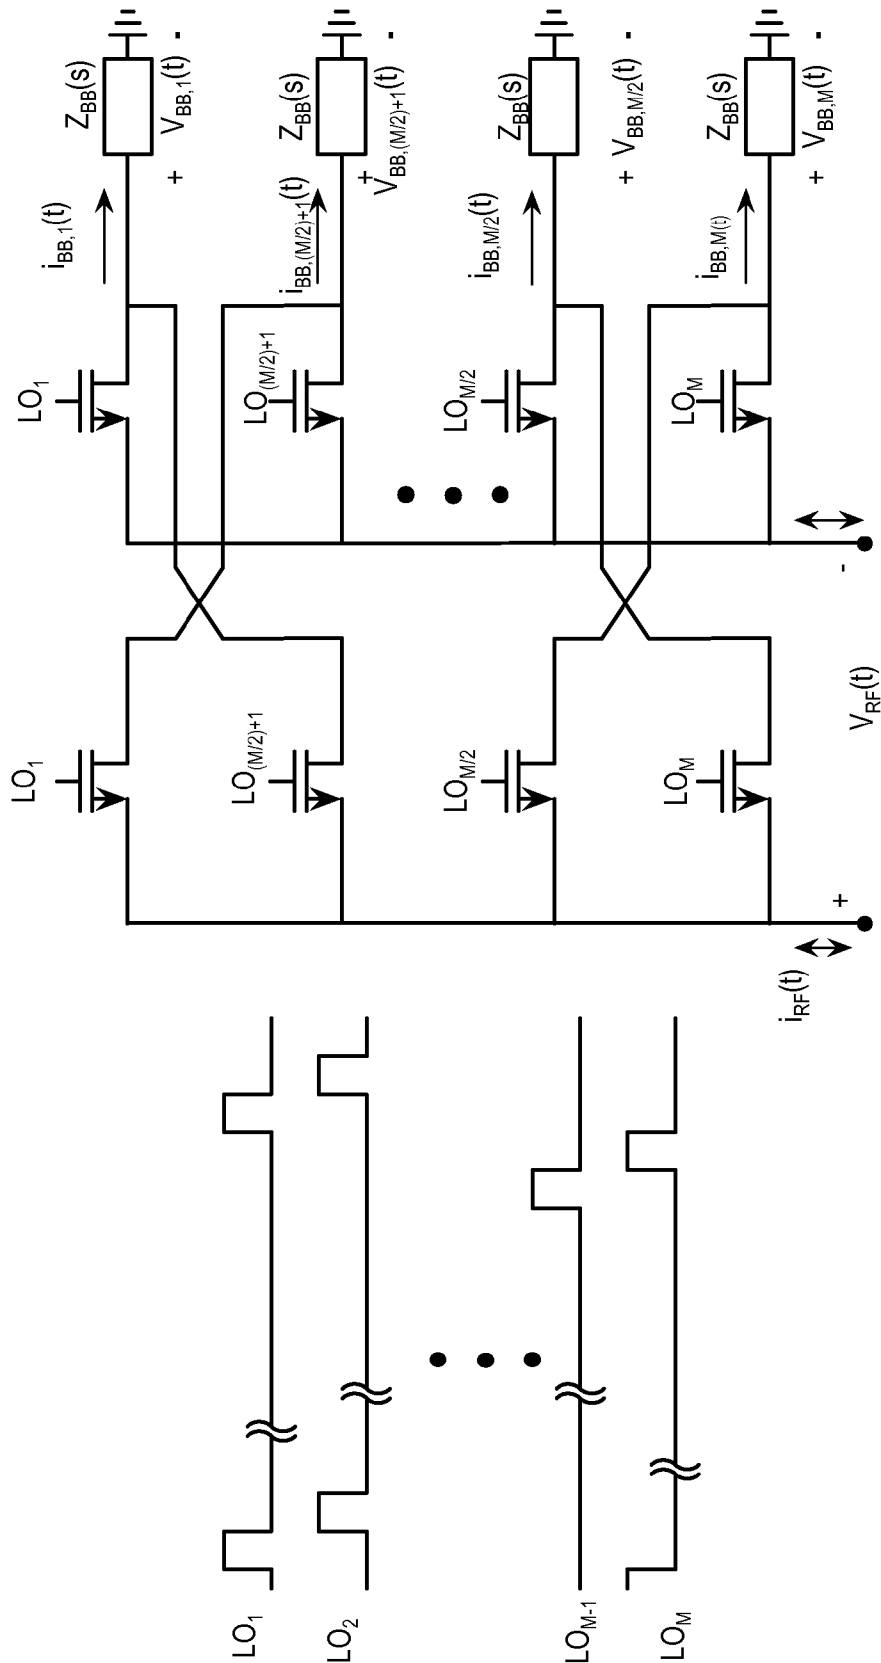 LO1
LO(M/2)+1
LOM/2
LOM
LO1
LO(M/2)+1
LOM/2
LOM
ZBB(s)
ZBB(s)
ZBB(s)
ZBB(s)
iBB,1(t)
iBB,(M/2)+1(t)
iBB,M/2(t)
iBB,M(t)
+ VBB,1(t) -
+ VBB,(M/2)+1(t) -
+ VBB,M/2(t) -
+ VBB,M(t) -
iRF(t)
+ VRF(t) -
LO1
LO2
LOM-1
LOM